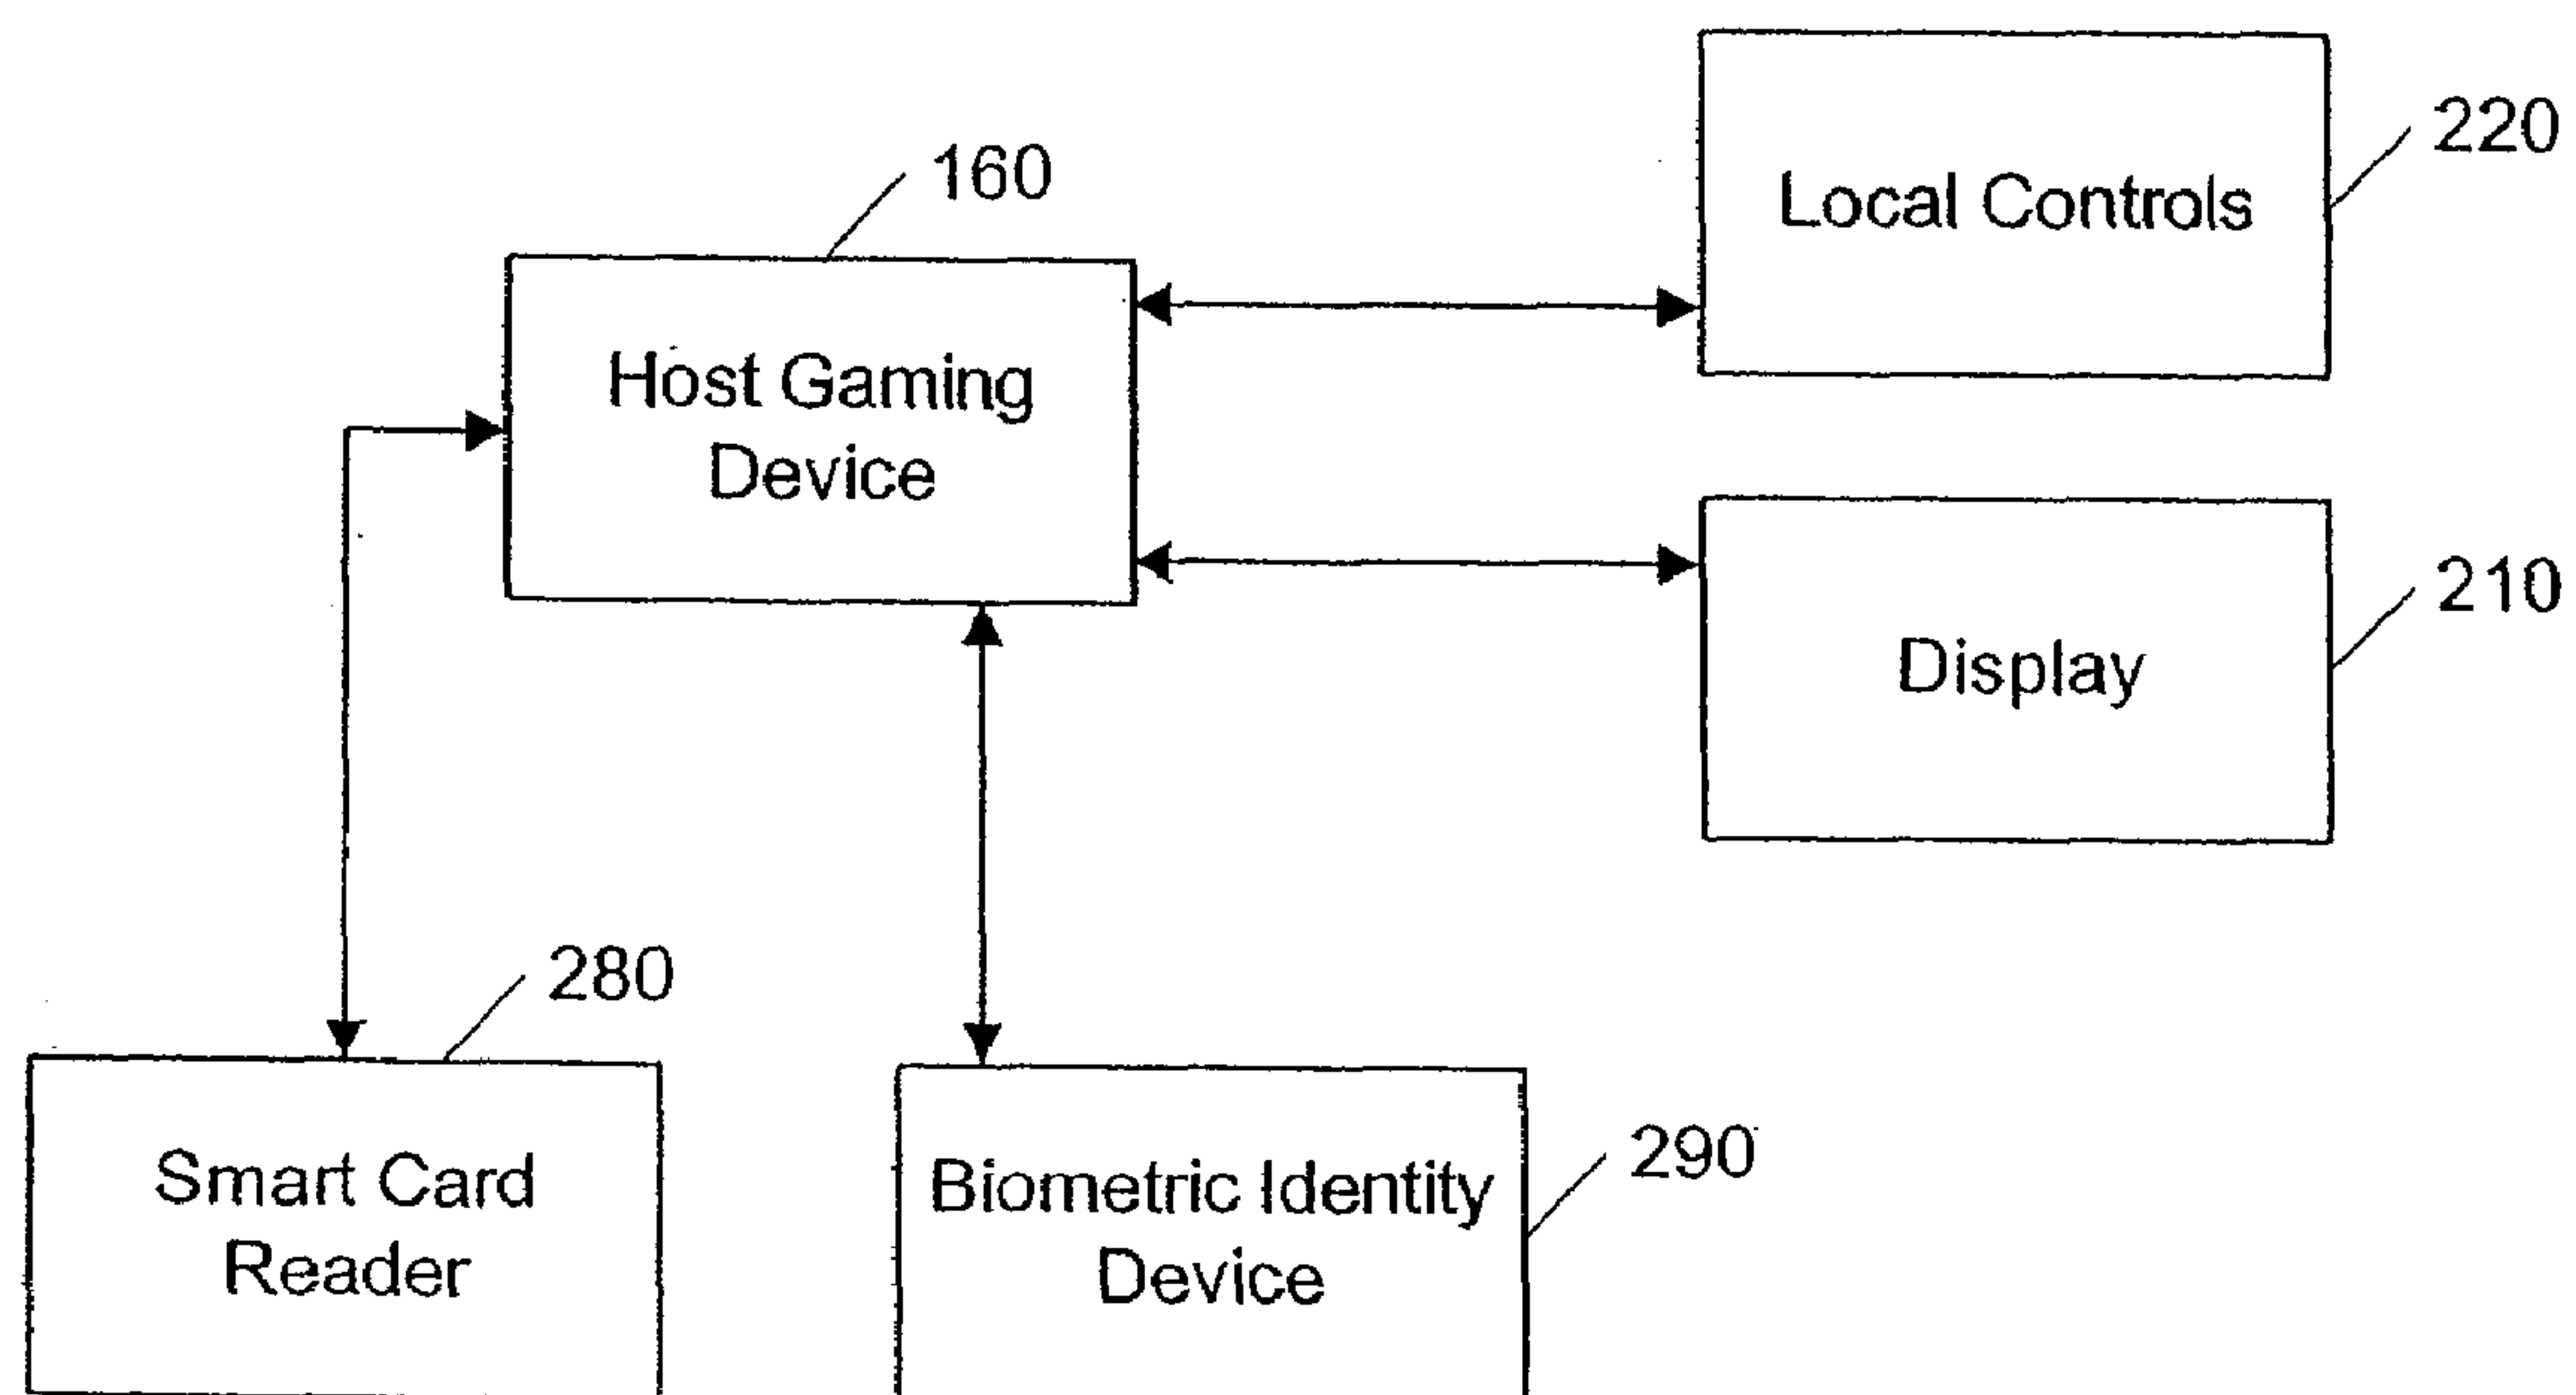 220
Local Controls
160
Host Gaming
Device
210
Display
280
Smart Card
Reader
290
Biometric Identity
Device